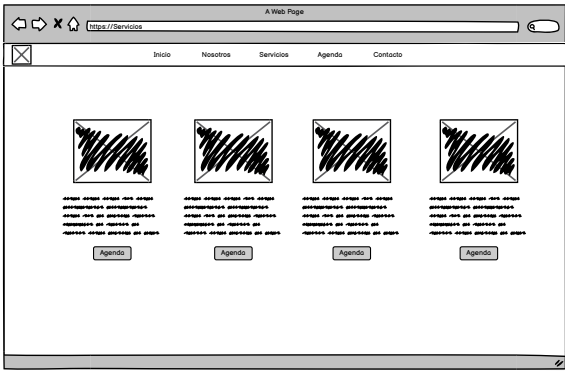 A Web Page
https://Servicios
Inicio Nosotros Servicios Agenda Contacto
Agenda Agenda Agenda Agenda